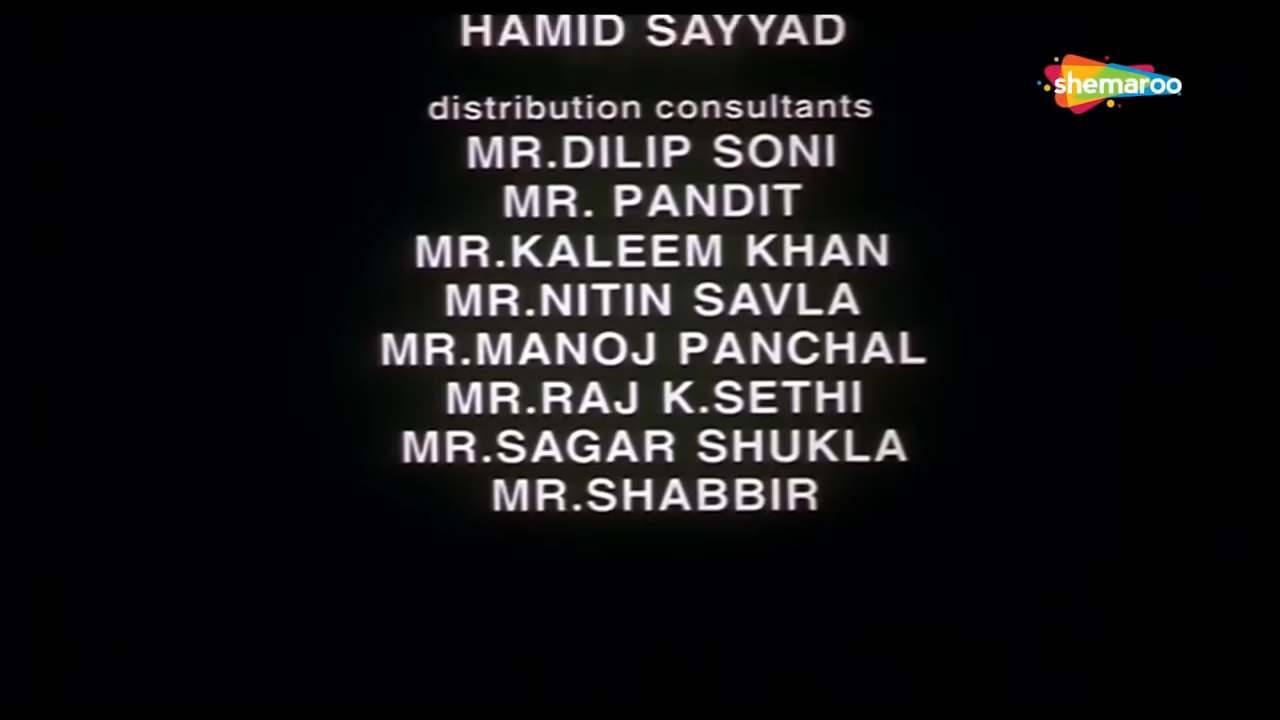 HAMID SAYYAD
shemaroo
distribution consultants
MR.DILIP SONI
MR. PANDIT
MR.KALEEM KHAN
MR.NITIN SAVLA
MR.MANOJ PANCHAL
MR.RAJ K.SETHI
MR.SAGAR SHUKLA
MR.SHABBIR